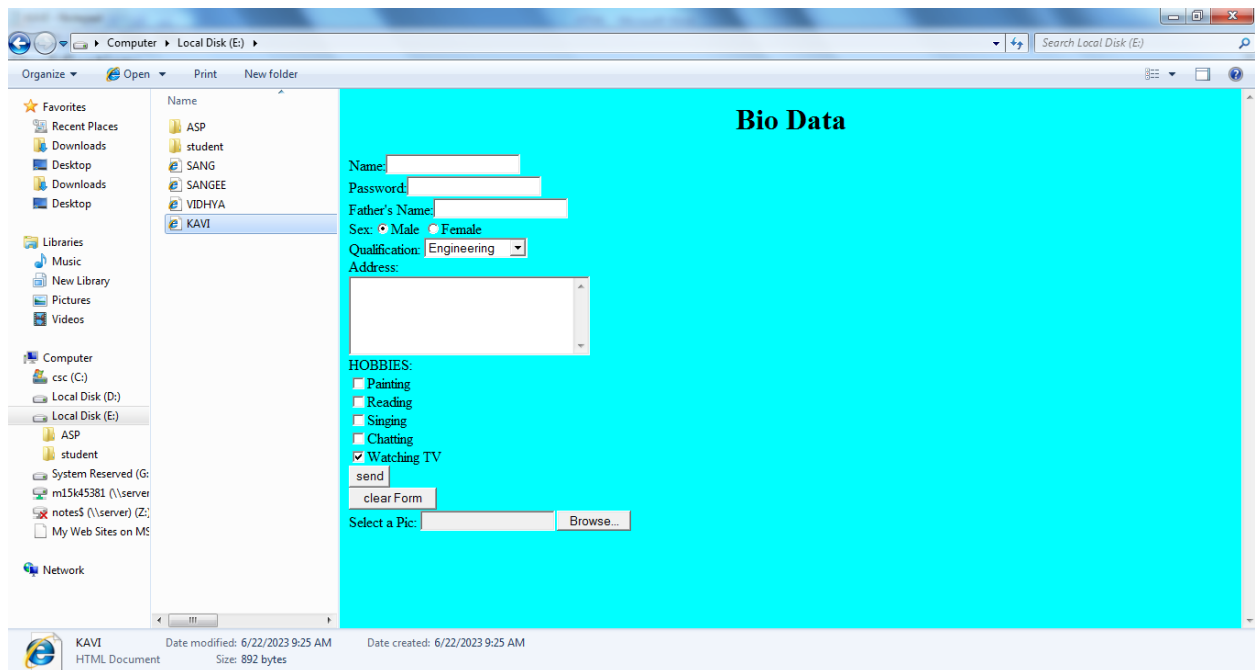 Computer Local Disk (E:)
Search Local Disk (E:)
Organize Open Print New folder
Favorites
Recent Places
Downloads
Desktop
Downloads
Desktop
Libraries
Music
New Library
Pictures
Videos
Computer
csc (C:)
Local Disk (D:)
Local Disk (E:)
ASP
student
System Reserved (G:
m15k45381 (\\server
notes$ (\\server) (Z:
My Web Sites on MS
Network
Name
ASP
student
SANG
SANGEE
VIDHYA
KAVI
Bio Data
Name:
Password:
Father's Name:
Sex: Male Female
Qualification: Engineering
Address:
HOBBIES:
Painting
Reading
Singing
Chatting
Watching TV
send
clear Form
Select a Pic: Browse...
KAVI Date modified: 6/22/2023 9:25 AM Date created: 6/22/2023 9:25 AM
HTML Document Size: 892 bytes